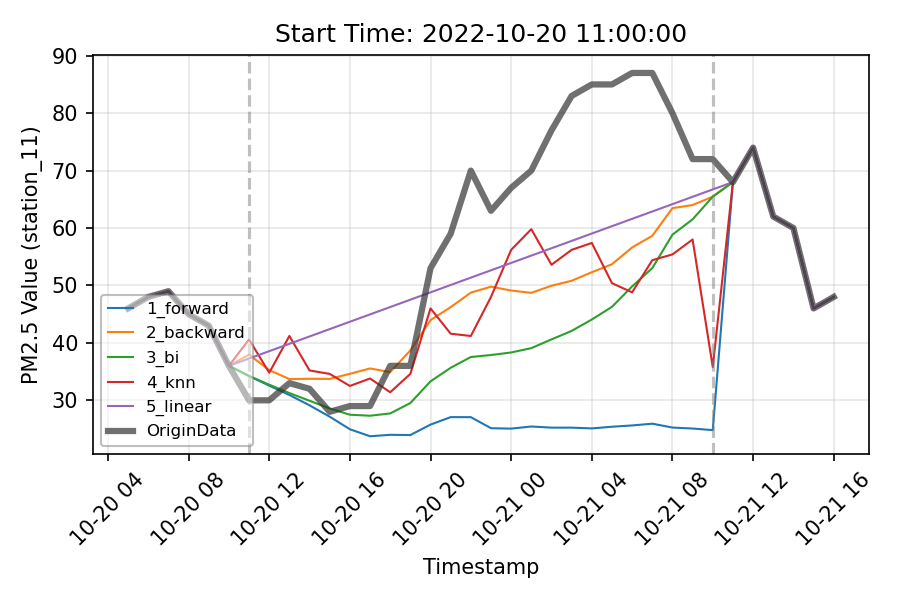 Start Time: 2022-10-20 11:00:00
PM2.5 Value (station_11)
90
80
70
60
50
40
30
1_forward
2_backward
3_bi
4_knn
5_linear
OriginData
10-20 04
10-20 08
10-20 12
10-20 16
10-20 20
10-21 00
10-21 04
10-21 08
10-21 12
10-21 16
Timestamp